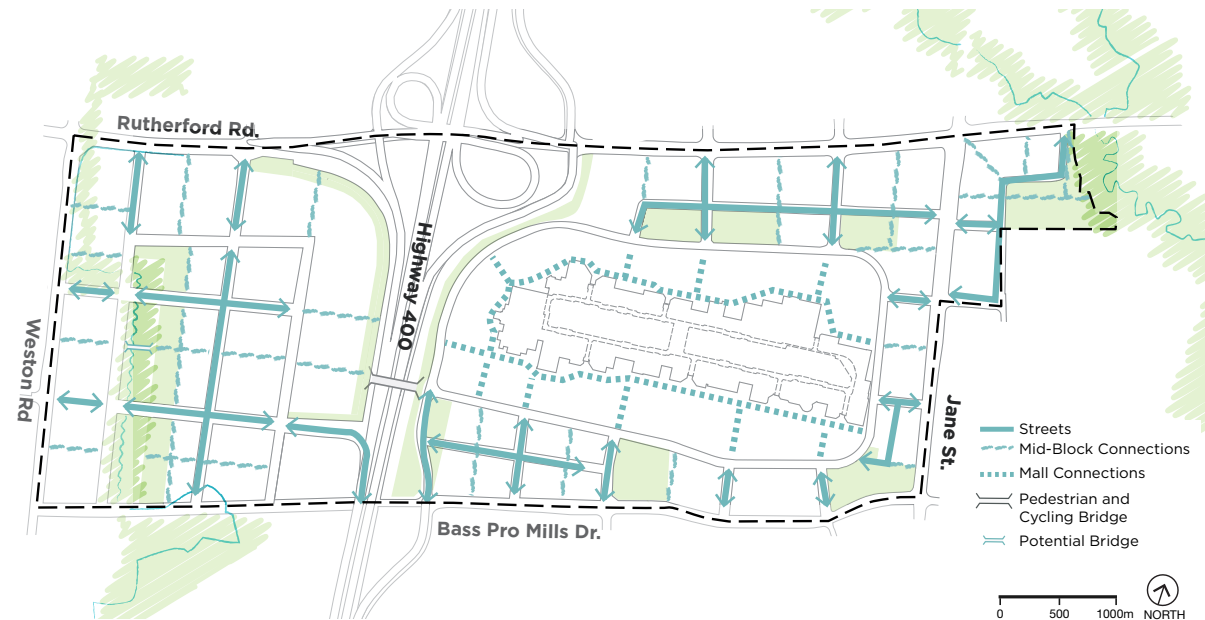 Rutherford Rd.
Highway 400
Weston Rd
Jane St.
Bass Pro Mills Dr.
Streets
Mid-Block Connections
Mall Connections
Pedestrian and
Cycling Bridge
Potential Bridge
0 500 1000m
NORTH